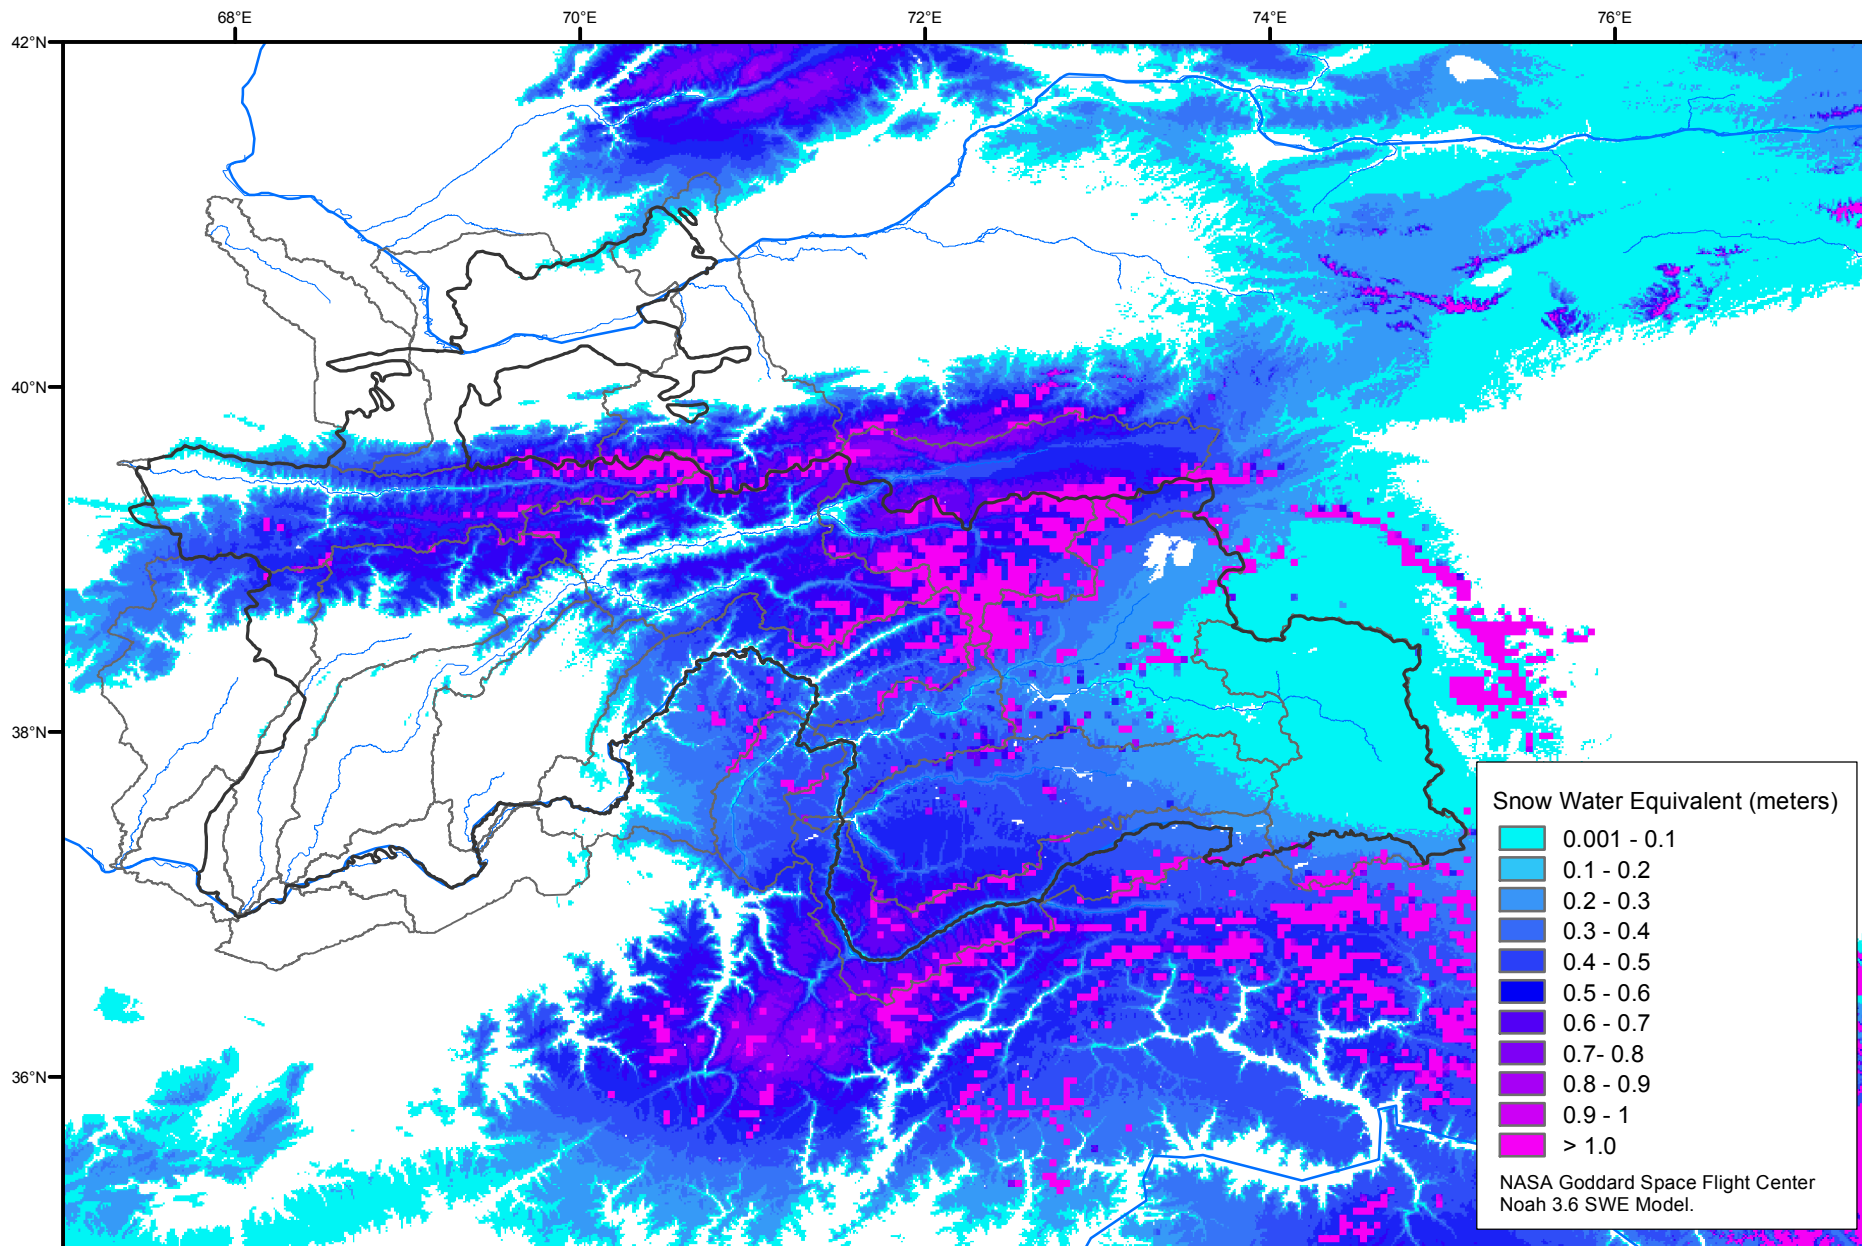 68°E 70°E 72°E 74°E 76°E
42°N
40°N
38°N
36°N
Snow Water Equivalent (meters)
0.001 - 0.1
0.1 - 0.2
0.2 - 0.3
0.3 - 0.4
0.4 - 0.5
0.5 - 0.6
0.6 - 0.7
0.7- 0.8
0.8 - 0.9
0.9 - 1
> 1.0
NASA Goddard Space Flight Center
Noah 3.6 SWE Model.